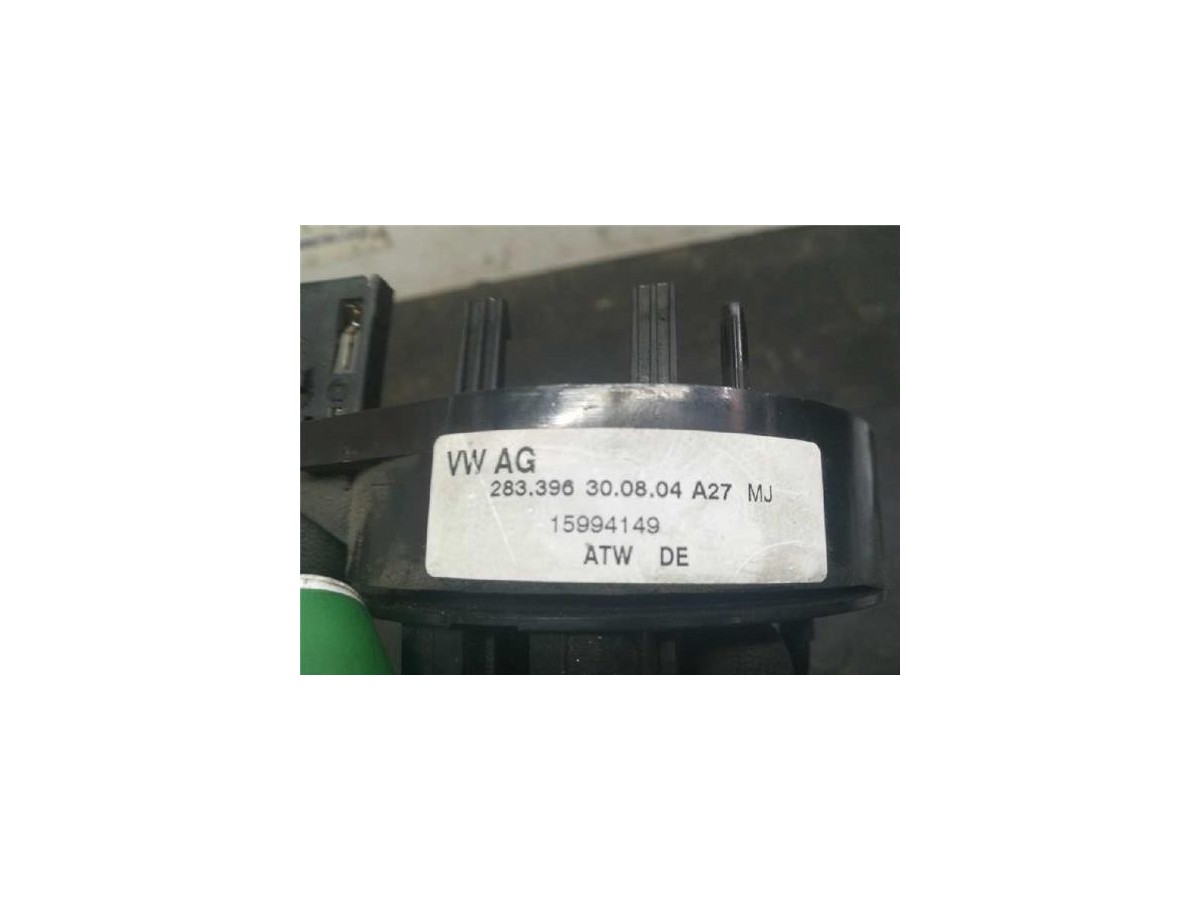 VW AG
283.396 30.08.04 A27 MJ
15994149
ATW DE